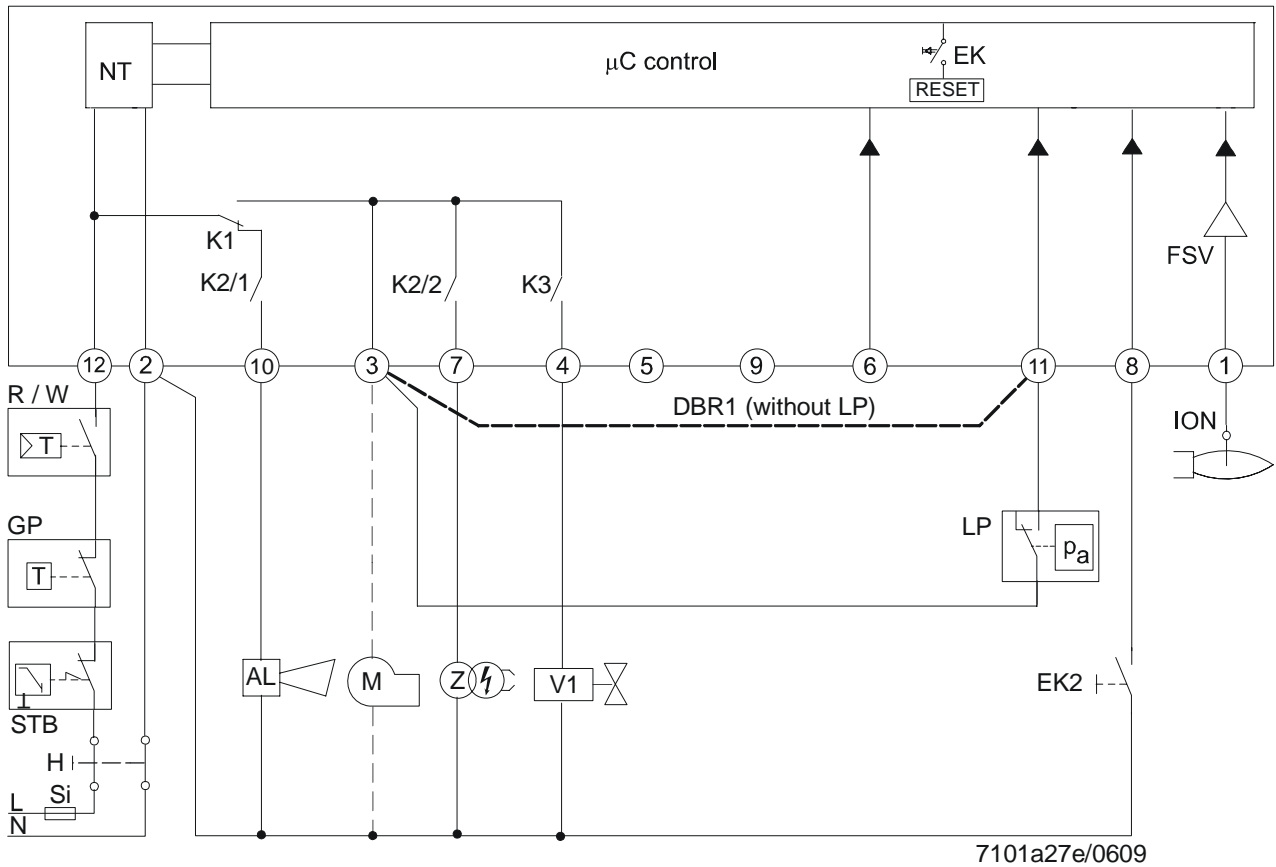 NT
μC control
EK
RESET
FSV
K1
K2/1
K2/2
K3
12
2
10
3
7
4
5
9
6
11
8
1
R / W
T
DBR1 (without LP)
ION
GP
T
LP
pa
AL
M
Z
V1
EK2
STB
H
Si
L
N
7101a27e/0609